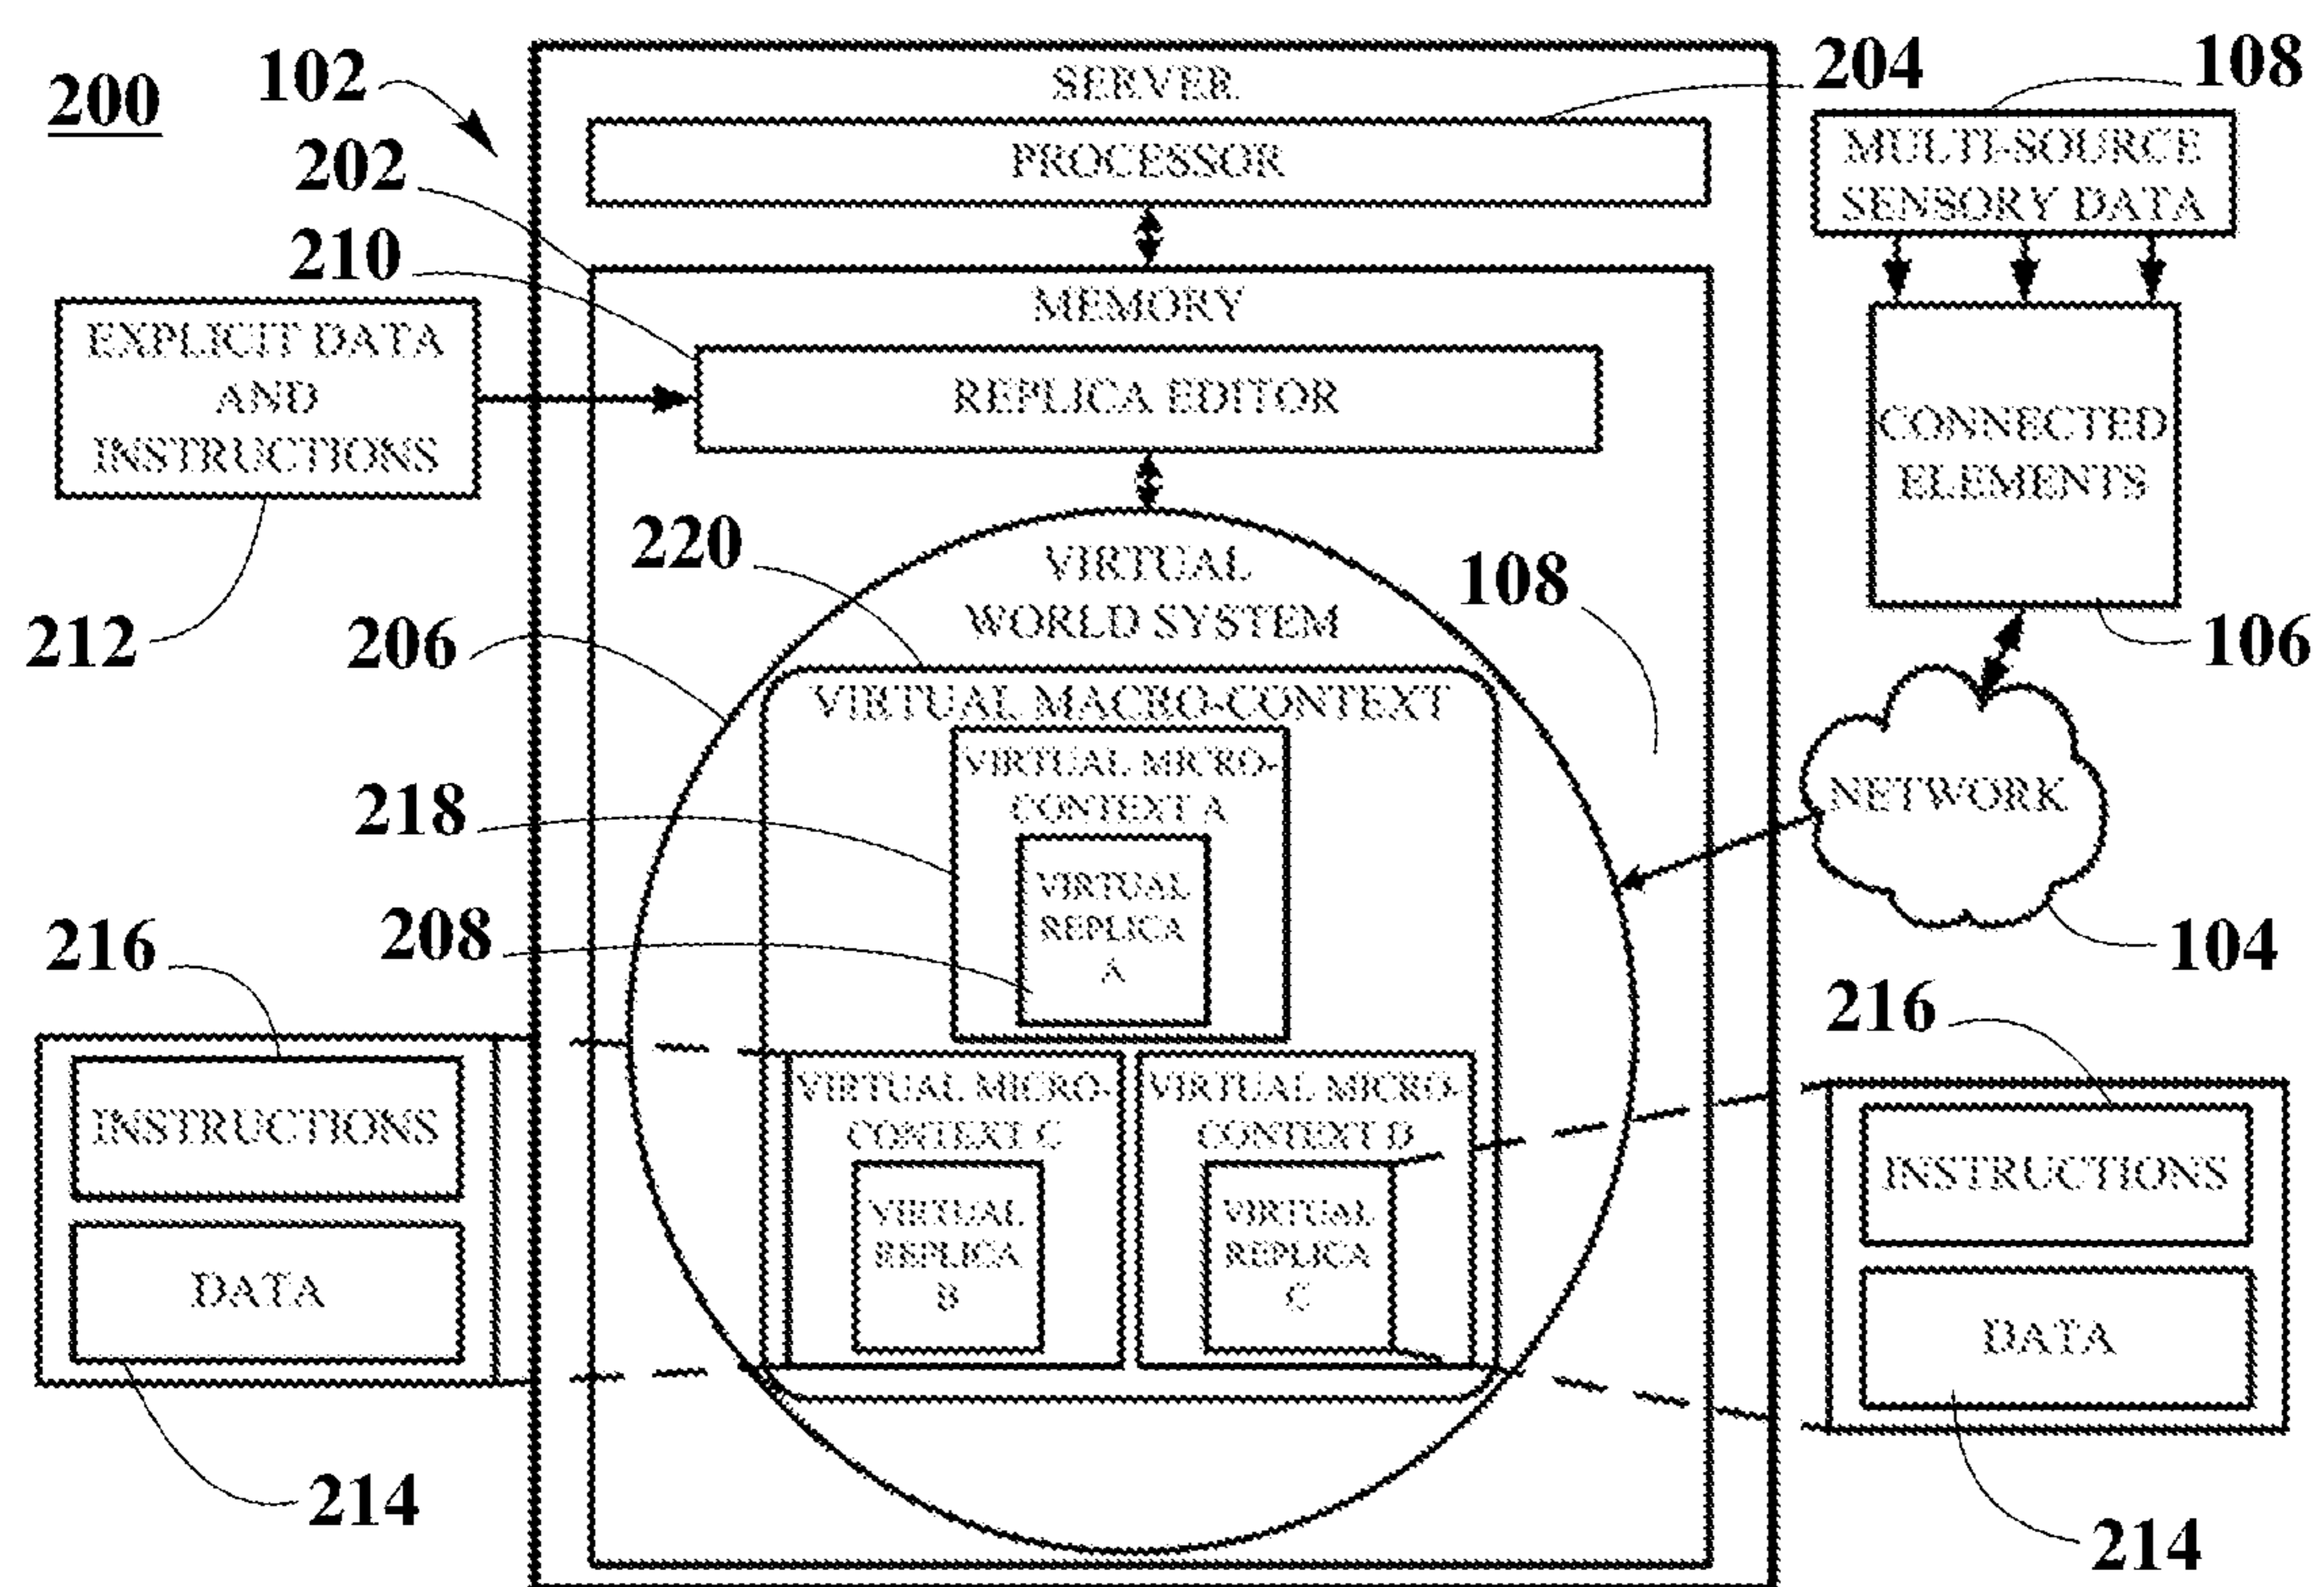 200
102
SERVER
204
108
PROCESSOR
MULTI-SOURCE
SENSORY DATA
202
210
MEMORY
EXPLICIT DATA
AND
INSTRUCTIONS
REPLICA EDITOR
CONNECTED
ELEMENTS
220
VIRTUAL
WORLD SYSTEM
108
212
206
106
VIRTUAL MACRO-CONTEXT
VIRTUAL MICRO-
CONTEXT A
218
NETWORK
VIRTUAL
REPLICA
A
208
104
216
216
INSTRUCTIONS
DATA
214
VIRTUAL MICRO-
CONTEXT C
VIRTUAL
REPLICA
B
VIRTUAL MICRO-
CONTEXT D
VIRTUAL
REPLICA
C
INSTRUCTIONS
DATA
214